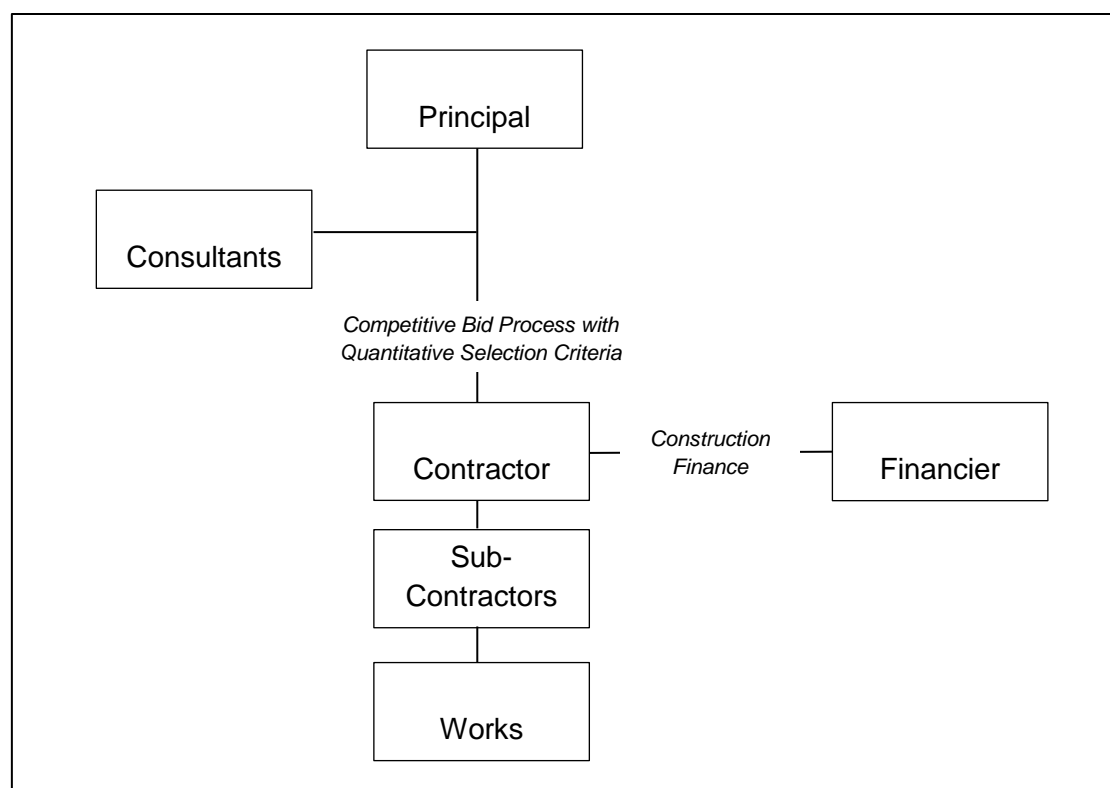 Principal
Consultants
Competitive Bid Process with
Quantitative Selection Criteria
Contractor
Construction
Finance
Financier
Sub-
Contractors
Works